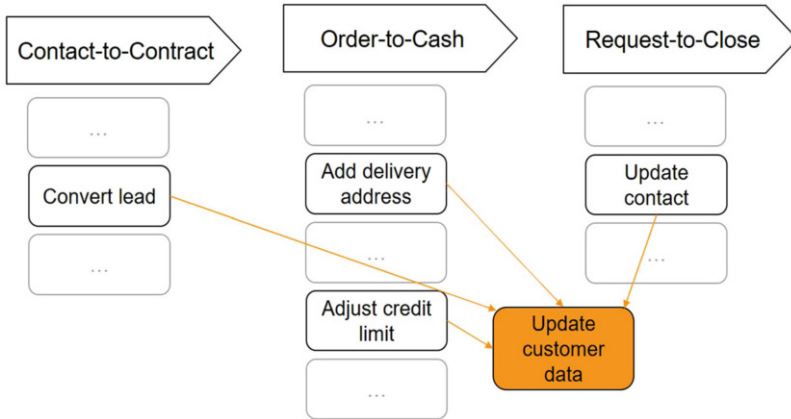 Contact-to-Contract
Order-to-Cash
Request-to-Close
...
Convert lead
...
...
Add delivery
address
...
Adjust credit
limit
...
...
Update
contact
...
Update
customer
data